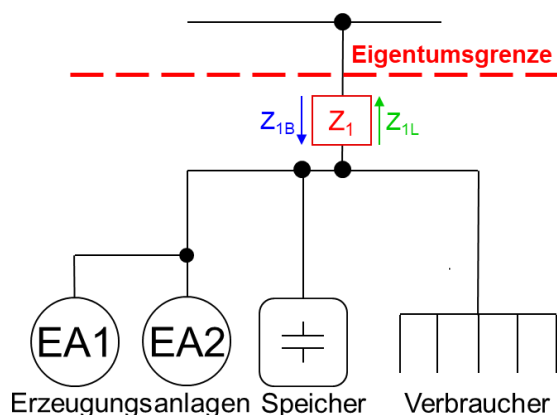 Eigentumsgrenze
Z1B Z1 Z1L
EA1 EA2
Erzeugungsanlagen Speicher Verbraucher